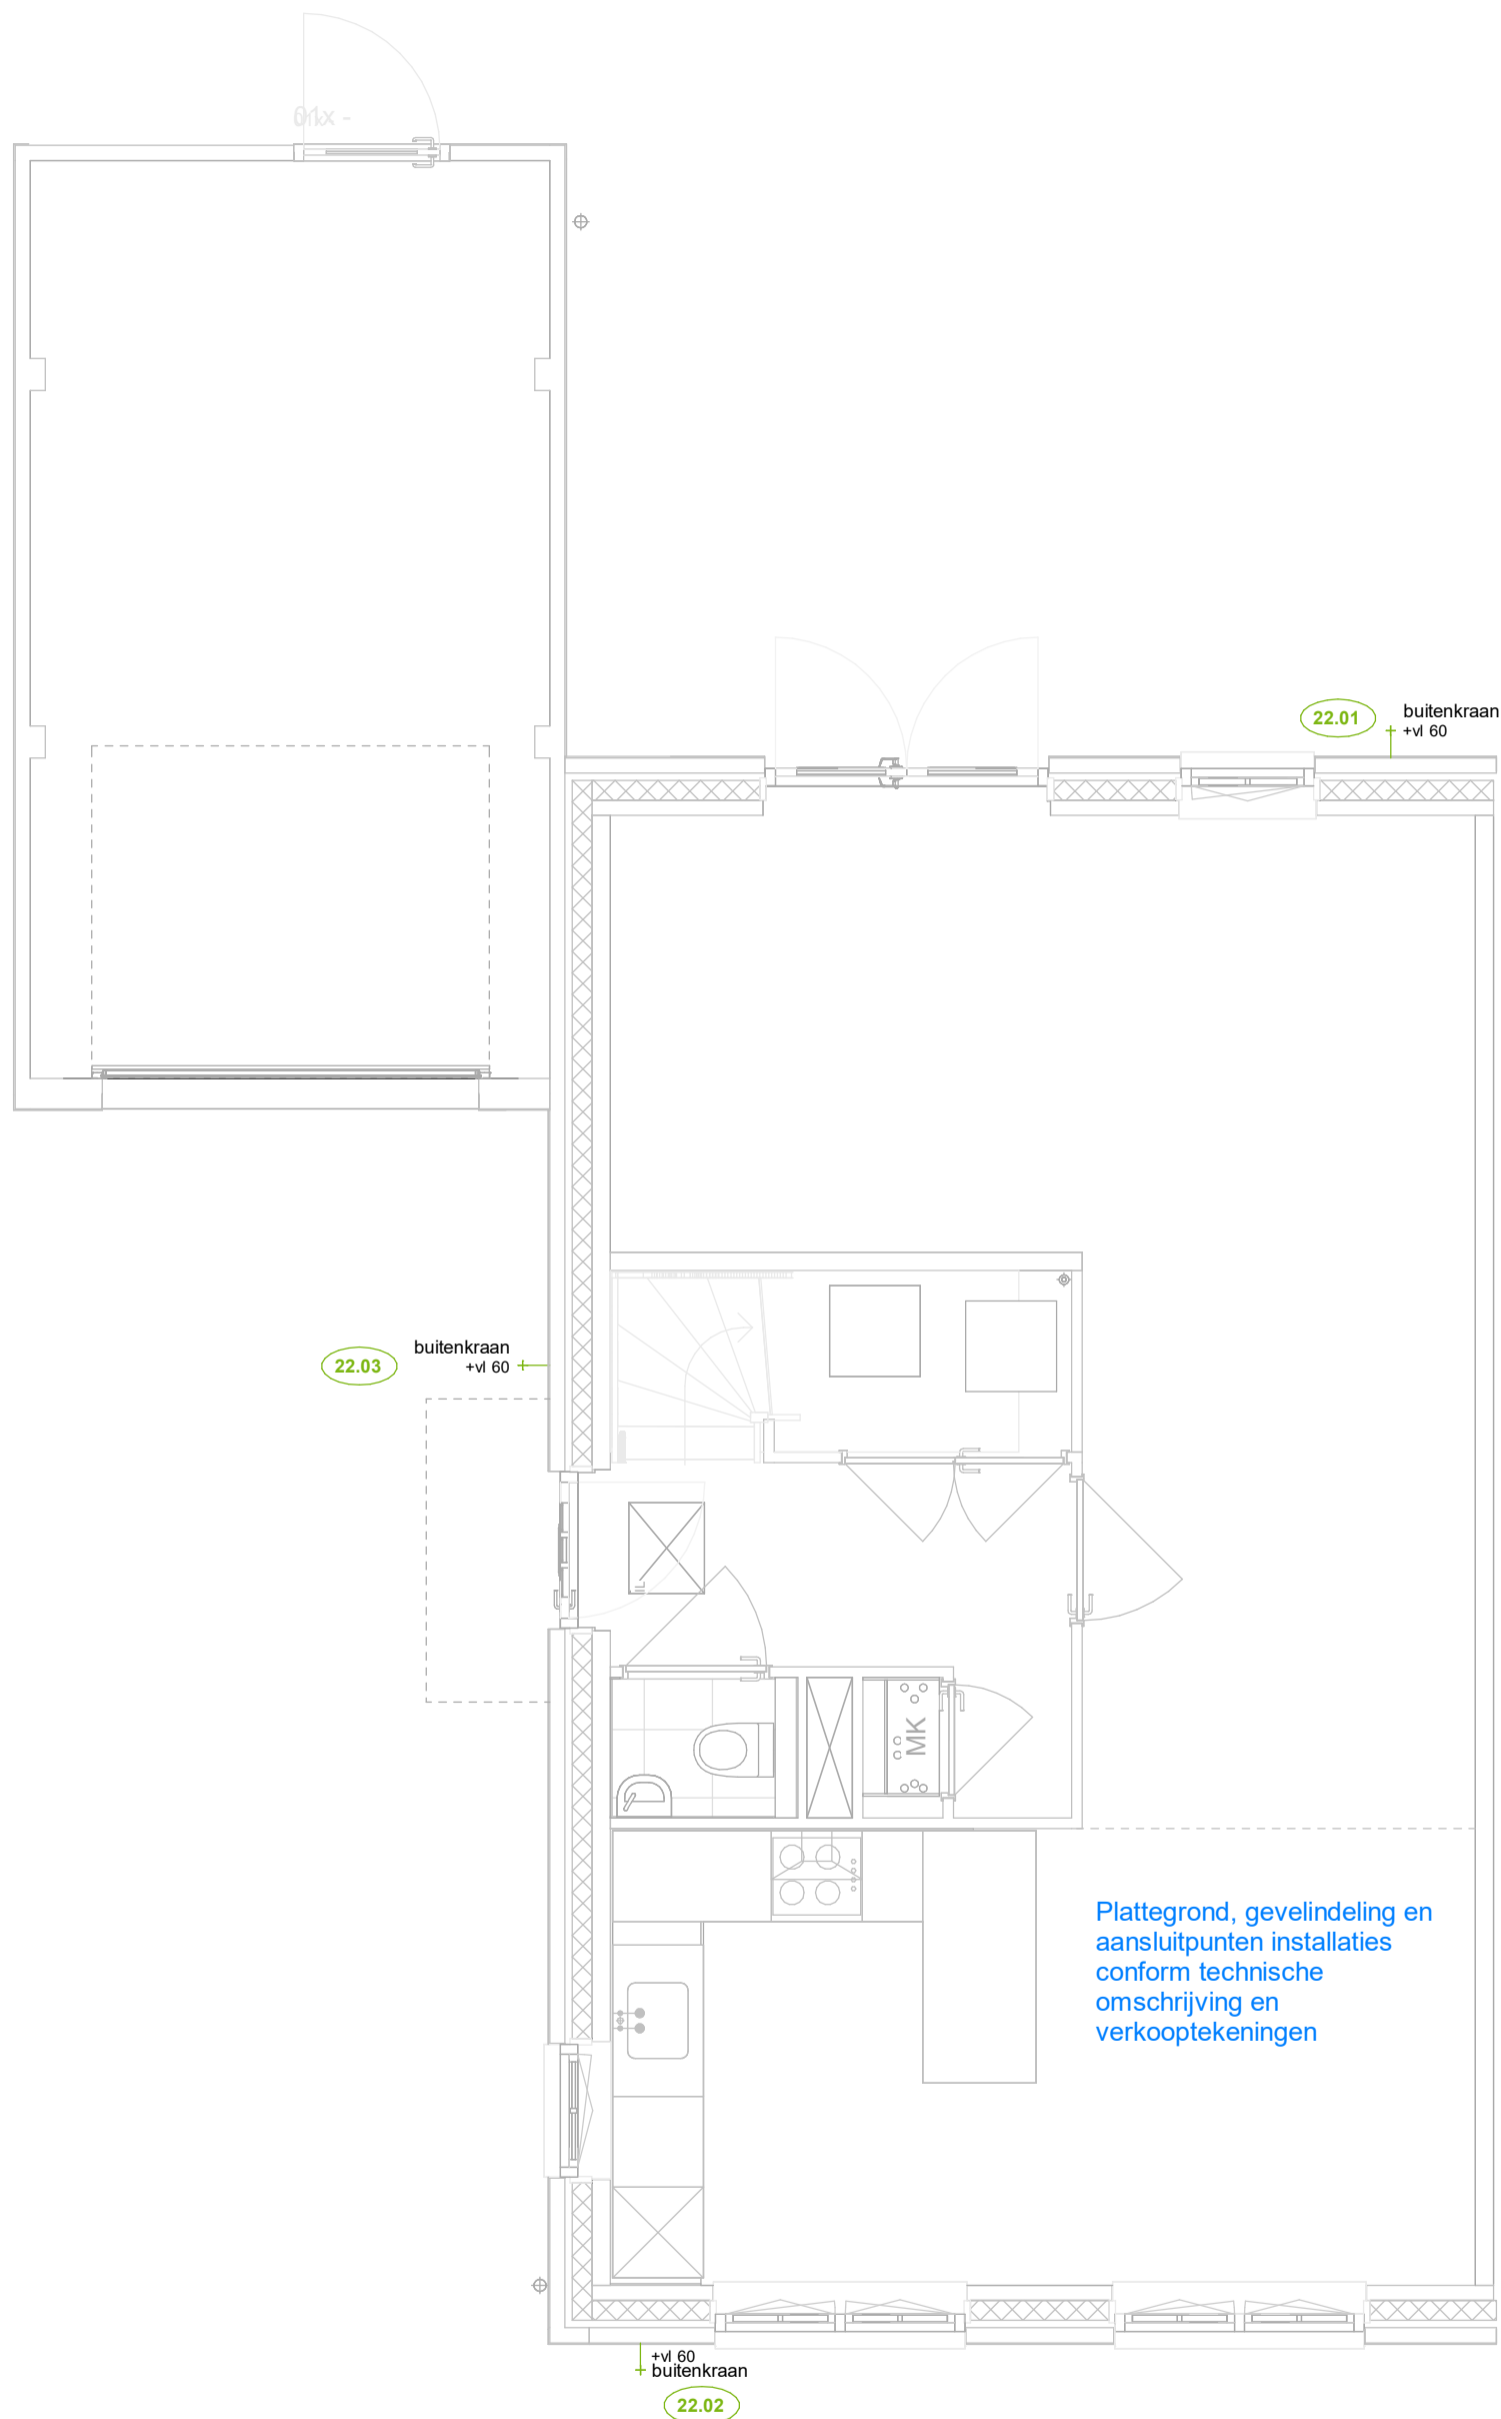 01x -
22.01
buitenkraan
+vl 60
buitenkraan
+vl 60
22.03
MK
Plattegrond, gevelindeling en
aansluitpunten installaties
conform technische
omschrijving en
verkooptekeningen
+vl 60
buitenkraan
22.02